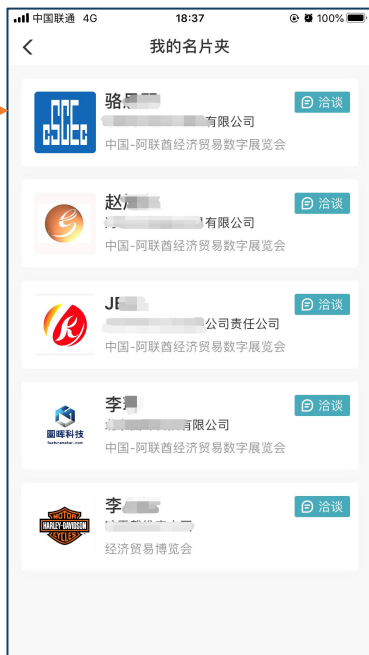 中国联通 4G 18:37 100%
我的名片夹
骆
有限公司
洽谈
中国-阿联酋经济贸易数字展览会
赵
有限公司
洽谈
中国-阿联酋经济贸易数字展览会
公司责任公司
洽谈
中国-阿联酋经济贸易数字展览会
圖晖科技
李
有限公司
洽谈
中国-阿联酋经济贸易数字展览会
MOTOR
HARLEY-DAVIDSON
CYCLES
李
洽谈
经济贸易博览会